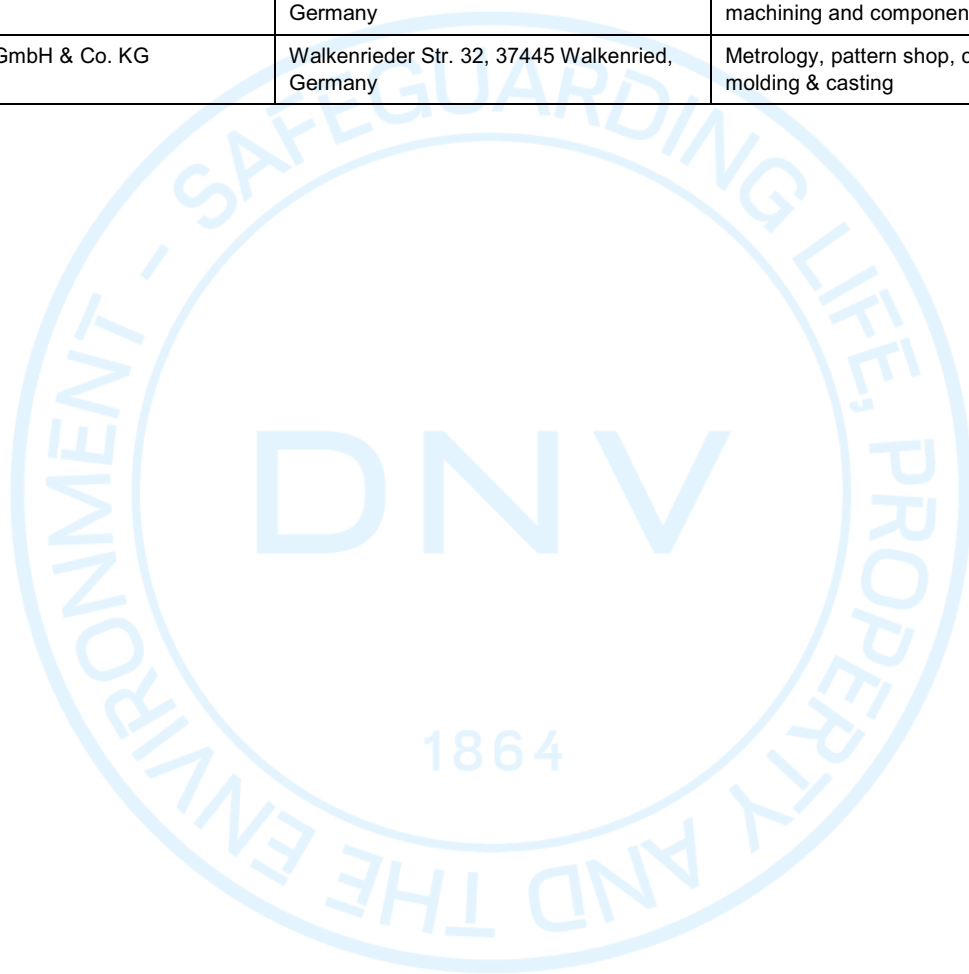 Germany
machining and componen
GmbH & Co. KG
Walkenrieder Str. 32, 37445 Walkenried,
Germany
Metrology, pattern shop,
molding & casting
SAFEGUARDING LIFE, PROPERTY AND THE ENVIRONMENT -
DNV
1864